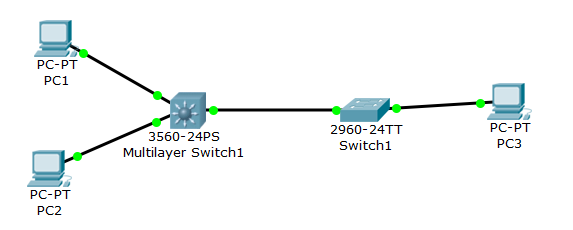 PC-PT
PC1
3560-24PS
Multilayer Switch1
2960-24TT
Switch1
PC-PT
PC3
PC-PT
PC2